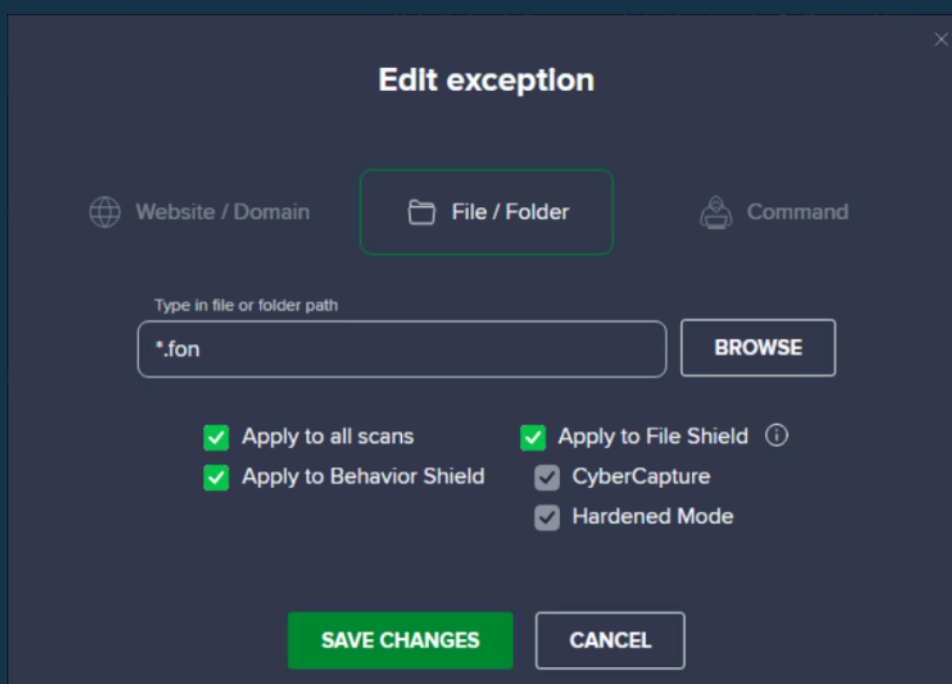 Edit exception
Website / Domain
File / Folder
Command
Type in file or folder path
*.fon
BROWSE
Apply to all scans
Apply to File Shield
Apply to Behavior Shield
CyberCapture
Hardened Mode
SAVE CHANGES
CANCEL